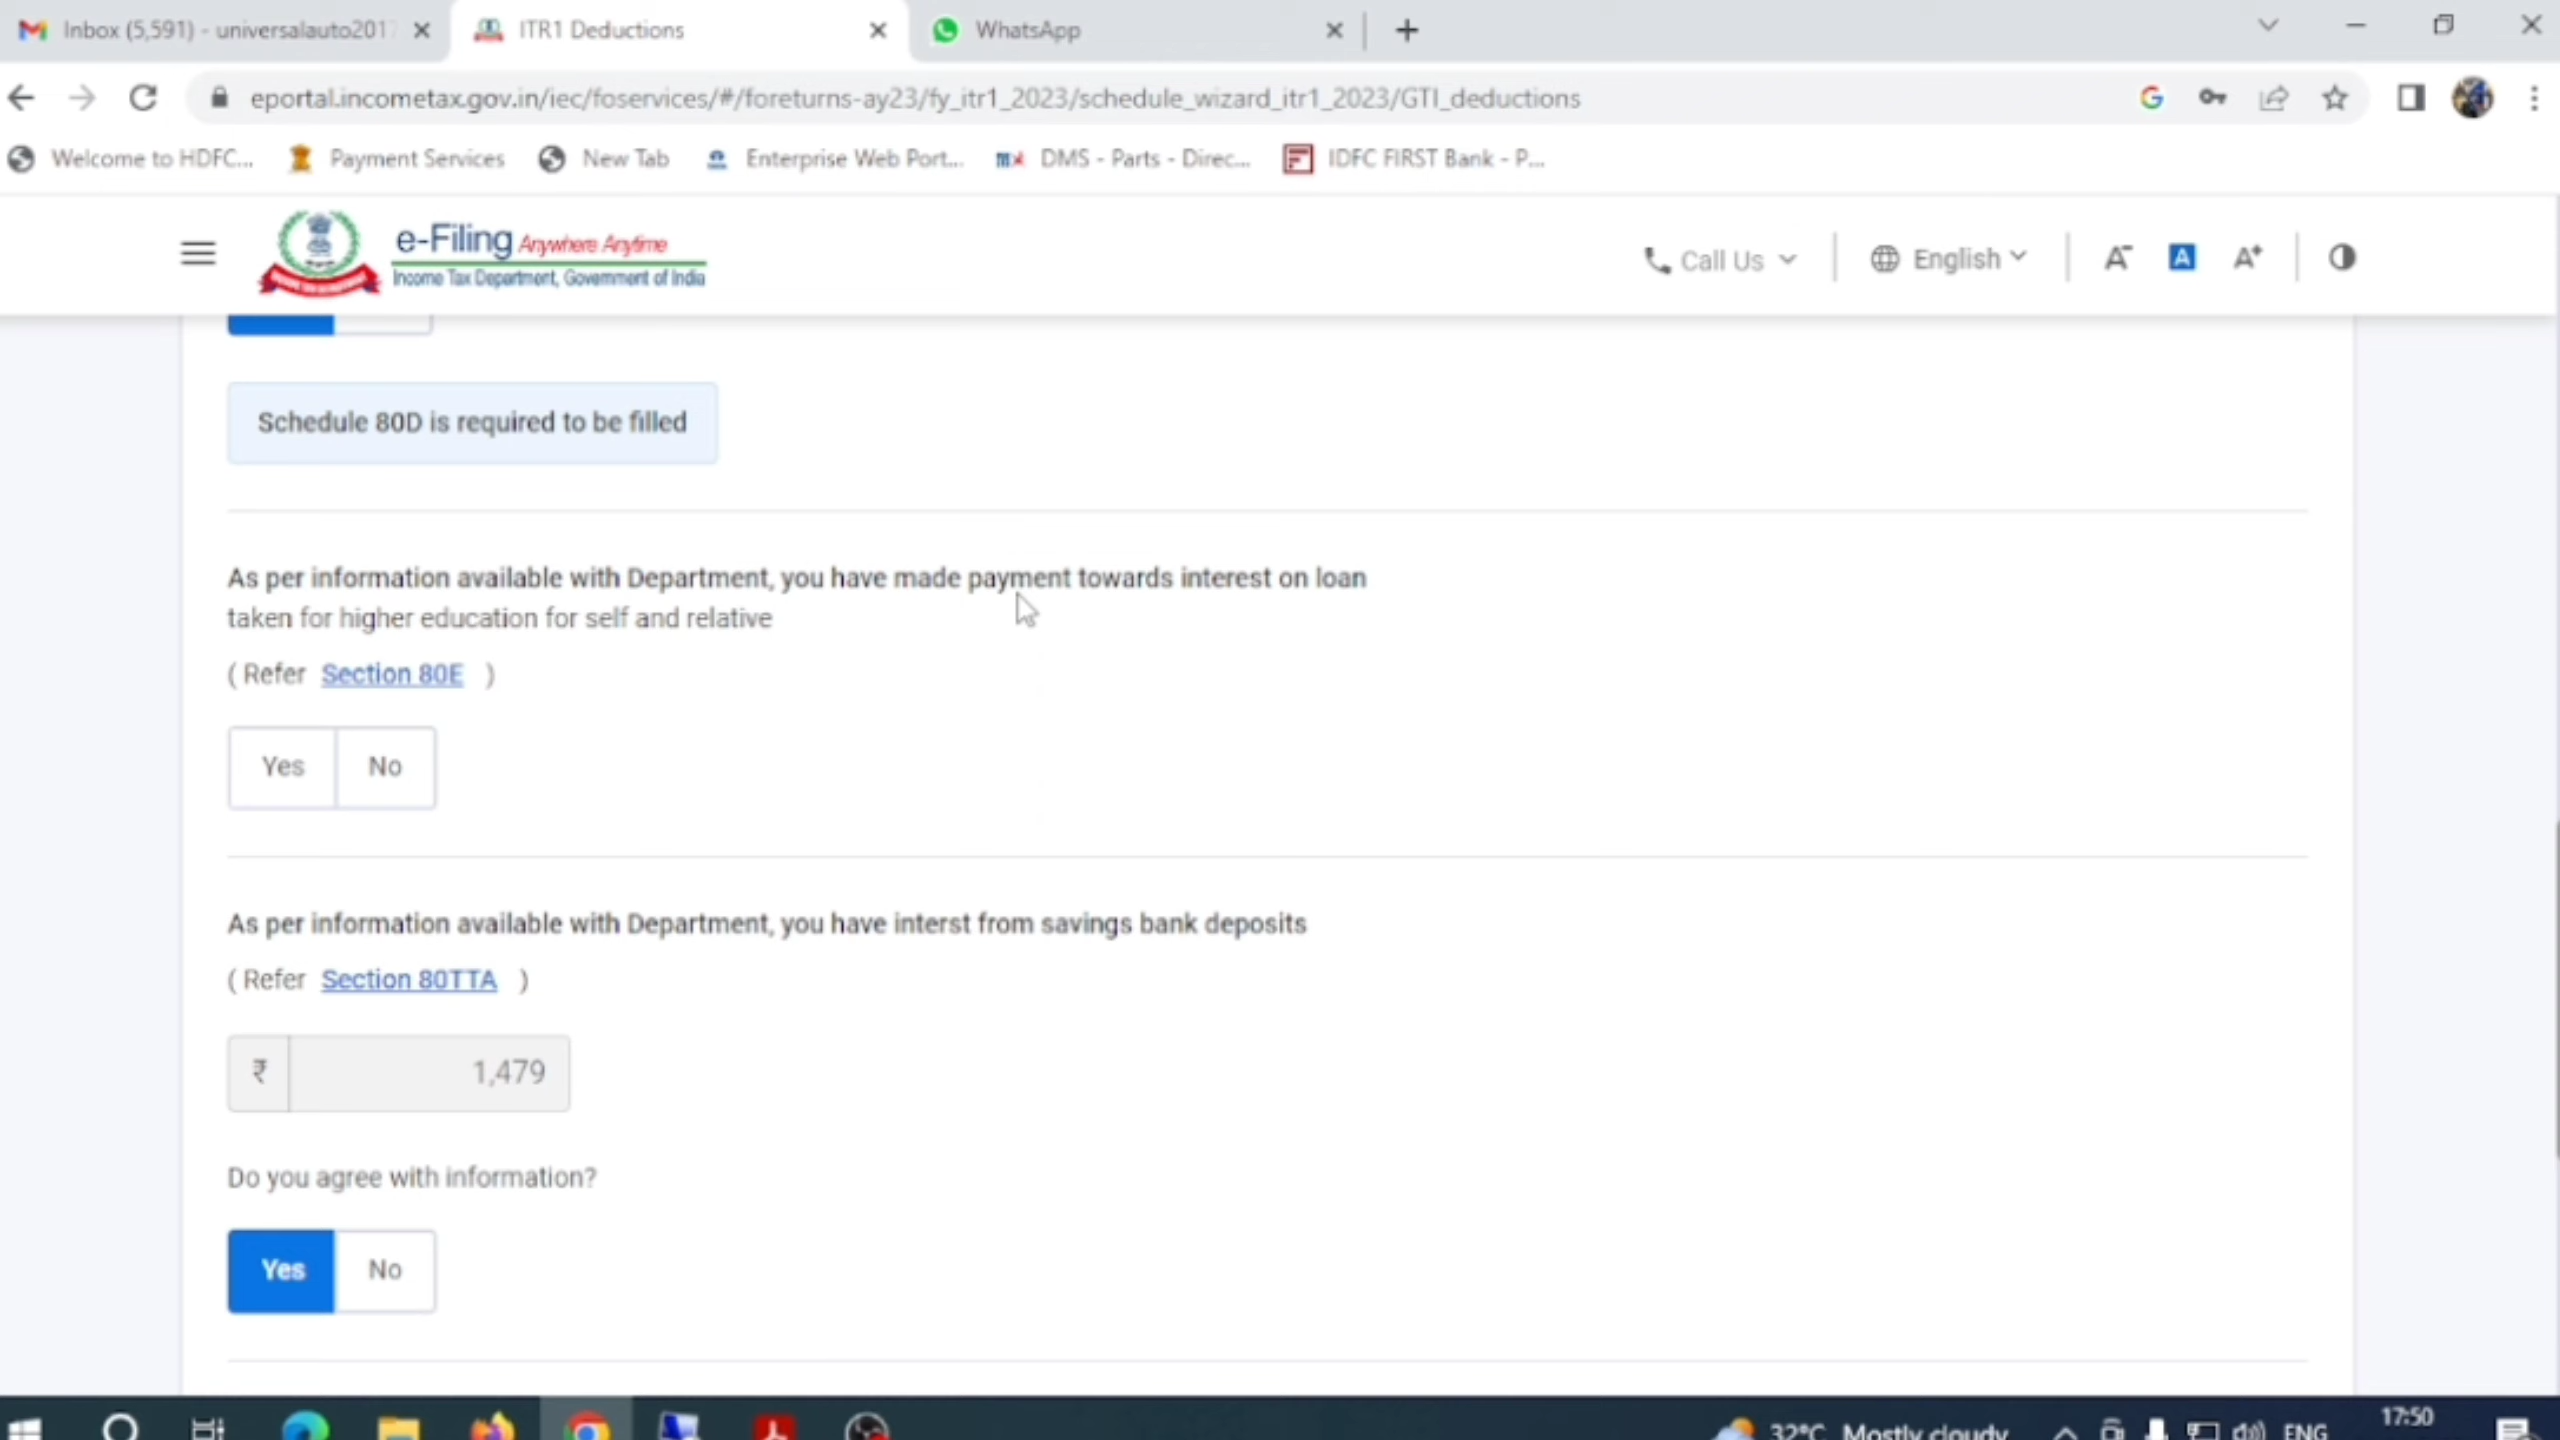 Inbox (5,591) - universalauto2017
ITR1 Deductions
WhatsApp
eportal.incometax.gov.in/iec/foservices/#/foreturns-ay23/fy_itr1_2023/schedule_wizard_itr1_2023/GTI_deductions
Welcome to HDFC...
Payment Services
New Tab
Enterprise Web Port...
DMS - Parts - Direc...
IDFC FIRST Bank - P...
e-Filing Anywhere Anytime
Income Tax Department, Government of India
Call Us
English
A-
A
A+
Schedule 80D is required to be filled
As per information available with Department, you have made payment towards interest on loan
taken for higher education for self and relative
( Refer Section 80E )
Yes
No
As per information available with Department, you have interst from savings bank deposits
( Refer Section 80TTA )
₹ 1,479
Do you agree with information?
Yes
No
32°C Mostly cloudy
ENG
17:50